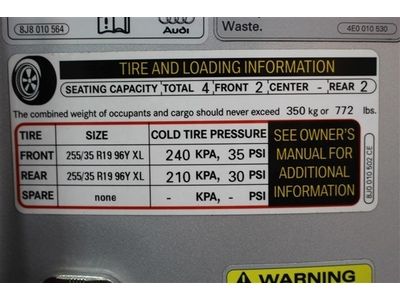 8J8 010 564
Audi
Waste.
4E0 010 530
TIRE AND LOADING INFORMATION
SEATING CAPACITY TOTAL 4 FRONT 2 CENTER - REAR 2
The combined weight of occupants and cargo should never exceed 350 kg or 772 lbs.
TIRE SIZE COLD TIRE PRESSURE
FRONT 255/35 R19 96Y XL 240 KPA, 35 PSI
REAR 255/35 R19 96Y XL 210 KPA, 30 PSI
SPARE none - KPA, - PSI
SEE OWNER'S
MANUAL FOR
ADDITIONAL
INFORMATION
8J0 010 502 CE
WARNING